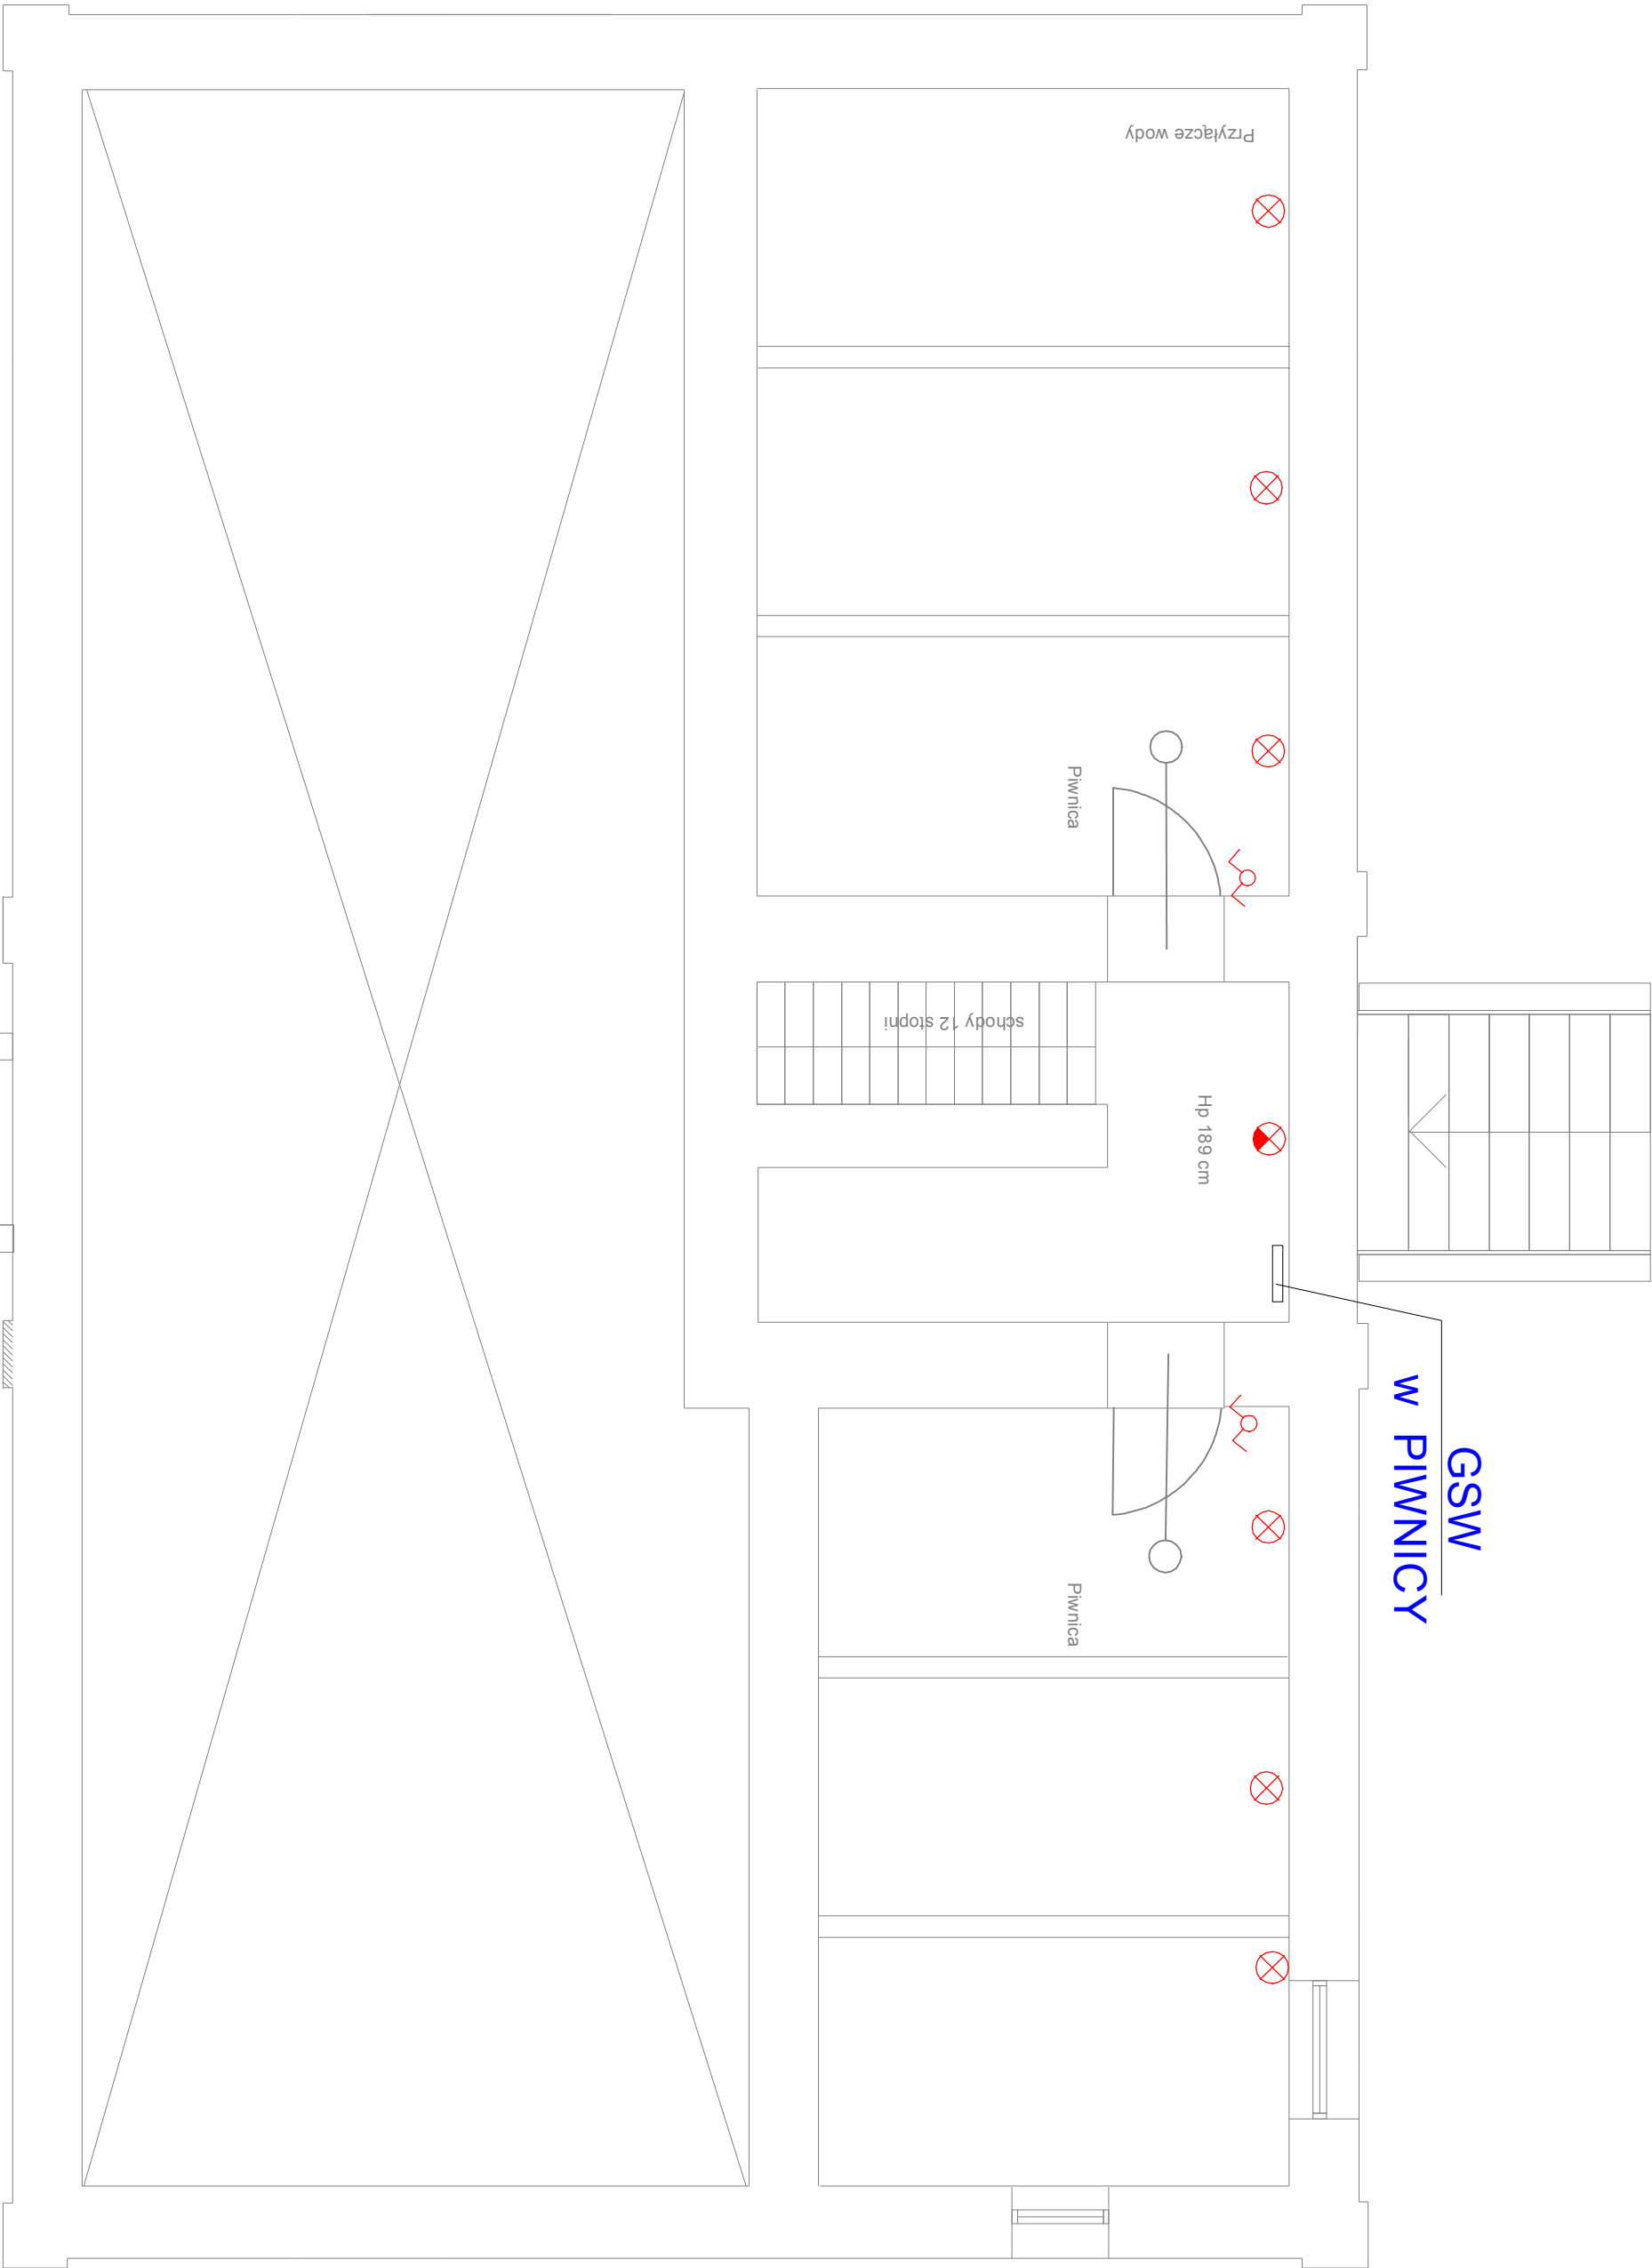 Przyłącze wody
Piwnica
schody 12 stopni
Hp 189 cm
GSW
w PIWNICY
Piwnica